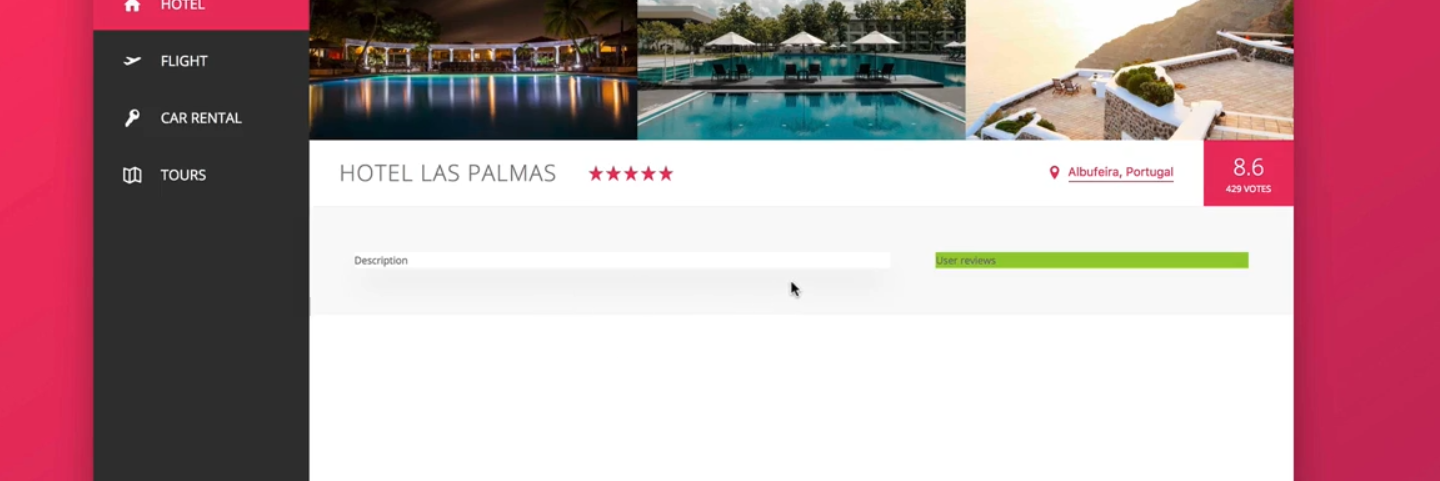 HOTEL
FLIGHT
CAR RENTAL
TOURS
HOTEL LAS PALMAS
Albufeira, Portugal
8.6
429 VOTES
Description
User reviews